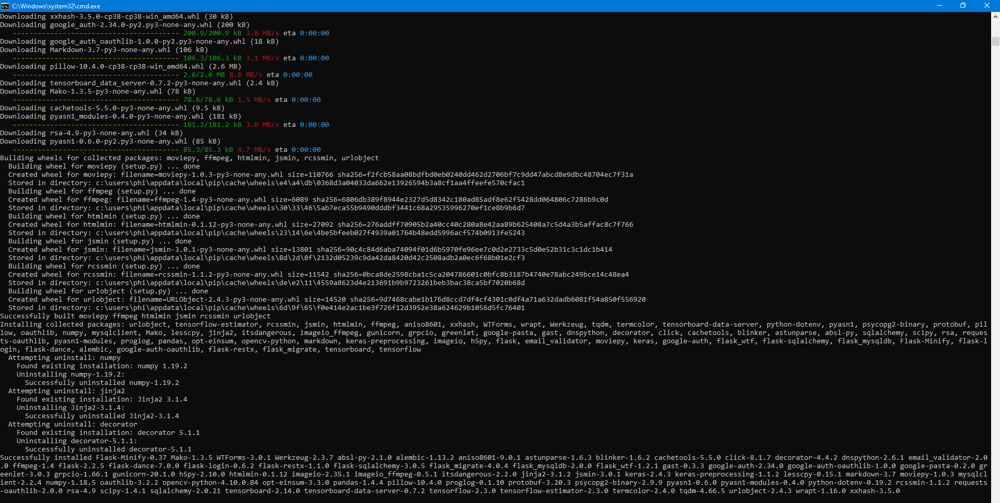 C:\Windows\system32\cmd.exe
Downloading xxhash-3.5.0-cp38-cp38-win_amd64.whl (30 kB)
Downloading google_auth-2.34.0-py2.py3-none-any.whl (200 kB)
---------------------------------------- 200.9/200.9 kB 3.0 MB/s eta 0:00:00
Downloading google_auth_oauthlib-1.0.0-py2.py3-none-any.whl (18 kB)
Downloading Markdown-3.7-py3-none-any.whl (106 kB)
---------------------------------------- 106.3/106.3 kB 3.1 MB/s eta 0:00:00
Downloading pillow-10.4.0-cp38-cp38-win_amd64.whl (2.6 MB)
---------------------------------------- 2.6/2.6 MB 8.6 MB/s eta 0:00:00
Downloading tensorboard_data_server-0.7.2-py3-none-any.whl (2.4 kB)
Downloading Mako-1.3.5-py3-none-any.whl (78 kB)
---------------------------------------- 78.6/78.6 kB 1.5 MB/s eta 0:00:00
Downloading cachetools-5.5.0-py3-none-any.whl (9.5 kB)
Downloading pyasn1_modules-0.4.0-py3-none-any.whl (181 kB)
---------------------------------------- 181.2/181.2 kB 3.6 MB/s eta 0:00:00
Downloading rsa-4.9-py3-none-any.whl (34 kB)
Downloading pyasn1-0.6.0-py2.py3-none-any.whl (85 kB)
---------------------------------------- 85.3/85.3 kB 4.7 MB/s eta 0:00:00
Building wheels for collected packages: moviepy, ffmpeg, htmlmin, jsmin, rcssmin, urlobject
Building wheel for moviepy (setup.py) ... done
Created wheel for moviepy: filename=moviepy-1.0.3-py3-none-any.whl size=110766 sha256=f2fcb58aa08bdfbd0eb0240dd462d2706bf7c9dd47abcd8e9dbc48704ec7f31a
Stored in directory: c:\users\phi\appdata\local\pip\cache\wheels\e4\a4\db\0368d3a04033da662e13926594b3a8cf1aa4ffeefe570cfac1
Building wheel for ffmpeg (setup.py) ... done
Created wheel for ffmpeg: filename=ffmpeg-1.4-py3-none-any.whl size=6089 sha256=6806db389f8944e2327d5d8342c180ad85adf8e62f5428dd064806c7286b9c0d
Stored in directory: c:\users\phi\appdata\local\pip\cache\wheels\30\33\46\5ab7eca55b9490dddbf3441c68a29535996270ef1ce8b9b6d7
Building wheel for htmlmin (setup.py) ... done
Created wheel for htmlmin: filename=htmlmin-0.1.12-py3-none-any.whl size=27092 sha256=276addff70905b2a40cc40c280a8e42aa89b625408a7c5d4a3b5affac8c7f766
Stored in directory: c:\users\phi\appdata\local\pip\cache\wheels\23\14\6e\4be5bfeeb027f4939a01764b48edd5996acf574b0913fe5243
Building wheel for jsmin (setup.py) ... done
Created wheel for jsmin: filename=jsmin-3.0.1-py3-none-any.whl size=13801 sha256=90c4c84d6aba74094f01d6b5970fe96ee7c0d2e2733c5d0e52b31c3c1dc1b414
Stored in directory: c:\users\phi\appdata\local\pip\cache\wheels\8d\2d\8f\2132d05239c9da42da8420d42c2508adb2a0ec6f68b01e2cf3
Building wheel for rcssmin (setup.py) ... done
Created wheel for rcssmin: filename=rcssmin-1.1.2-py3-none-any.whl size=11542 sha256=0bca8de2598cba1c5ca204786601c0bfc8b3187b4740e78abc249bce14c48ea4
Stored in directory: c:\users\phi\appdata\local\pip\cache\wheels\de\e2\11\4559a8623d4e213691b9b9723261beb3bac38ca5bf7020b68d
Building wheel for urlobject (setup.py) ... done
Created wheel for urlobject: filename=URLObject-2.4.3-py3-none-any.whl size=14520 sha256=9d7468cabe1b176d8ccd7df4cf4301c0df4a71a632dadb6081f54a850f556920
Stored in directory: c:\users\phi\appdata\local\pip\cache\wheels\6d\9f\65\f0e414e2ac1be3f726f12d3952e38a624629b1056d5fc76401
Successfully built moviepy ffmpeg htmlmin jsmin rcssmin urlobject
Installing collected packages: urlobject, tensorflow-estimator, rcssmin, jsmin, htmlmin, ffmpeg, aniso8601, xxhash, WTForms, wrapt, Werkzeug, tqdm, termcolor, tensorboard-data-server, python-dotenv, pyasn1, psycopg2-binary, protobuf, pil
low, oauthlib, numpy, mysqlclient, Mako, lesscpy, jinja2, itsdangerous, imageio_ffmpeg, gunicorn, grpcio, greenlet, google-pasta, gast, dnspython, decorator, click, cachetools, blinker, astunparse, absl-py, sqlalchemy, scipy, rsa, reques
ts-oauthlib, pyasn1-modules, proglog, pandas, opt-einsum, opencv-python, markdown, keras-preprocessing, imageio, h5py, flask, email_validator, moviepy, keras, google-auth, flask_wtf, flask-sqlalchemy, flask_mysqldb, Flask-Minify, flask-l
ogin, flask-dance, alembic, google-auth-oauthlib, flask-restx, flask_migrate, tensorboard, tensorflow
Attempting uninstall: numpy
Found existing installation: numpy 1.19.2
Uninstalling numpy-1.19.2:
Successfully uninstalled numpy-1.19.2
Attempting uninstall: jinja2
Found existing installation: Jinja2 3.1.4
Uninstalling Jinja2-3.1.4:
Successfully uninstalled Jinja2-3.1.4
Attempting uninstall: decorator
Found existing installation: decorator 5.1.1
Uninstalling decorator-5.1.1:
Successfully uninstalled decorator-5.1.1
Successfully installed Flask-Minify-0.37 Mako-1.3.5 WTForms-3.0.1 Werkzeug-2.3.7 absl-py-2.1.0 alembic-1.13.2 aniso8601-9.0.1 astunparse-1.6.3 blinker-1.6.2 cachetools-5.5.0 click-8.1.7 decorator-4.4.2 dnspython-2.6.1 email_validator-2.0
.0 ffmpeg-1.4 flask-2.2.5 flask-dance-7.0.0 flask-login-0.6.2 flask-restx-1.1.0 flask-sqlalchemy-3.0.5 flask_migrate-4.0.4 flask_mysqldb-2.0.0 flask_wtf-1.2.1 gast-0.3.3 google-auth-2.34.0 google-auth-oauthlib-1.0.0 google-pasta-0.2.0 gr
eenlet-3.0.3 grpcio-1.66.1 gunicorn-20.1.0 h5py-2.10.0 htmlmin-0.1.12 imageio-2.35.1 imageio_ffmpeg-0.5.1 itsdangerous-2.2.0 jinja2-3.1.2 jsmin-3.0.1 keras-2.4.3 keras-preprocessing-1.1.2 lesscpy-0.15.1 markdown-3.7 moviepy-1.0.3 mysqlcl
ient-2.2.4 numpy-1.18.5 oauthlib-3.2.2 opencv-python-4.10.0.84 opt-einsum-3.3.0 pandas-1.4.4 pillow-10.4.0 proglog-0.1.10 protobuf-3.20.3 psycopg2-binary-2.9.9 pyasn1-0.6.0 pyasn1-modules-0.4.0 python-dotenv-0.19.2 rcssmin-1.1.2 requests
-oauthlib-2.0.0 rsa-4.9 scipy-1.4.1 sqlalchemy-2.0.21 tensorboard-2.14.0 tensorboard-data-server-0.7.2 tensorflow-2.3.0 tensorflow-estimator-2.3.0 termcolor-2.4.0 tqdm-4.66.5 urlobject-2.4.3 wrapt-1.16.0 xxhash-3.5.0